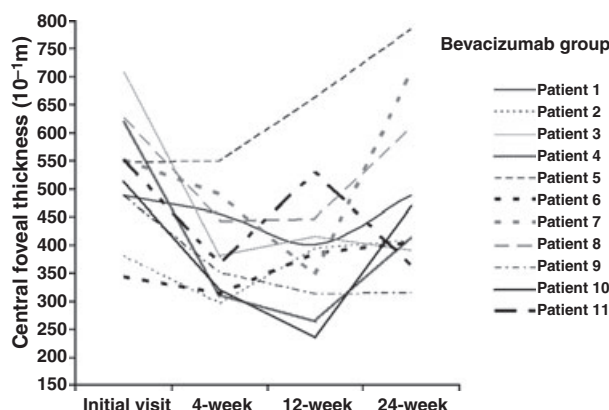 Central foveal thickness (10⁻¹m)
800
750
700
650
600
550
500
450
400
350
300
250
200
150
Initial visit 4-week 12-week 24-week
Bevacizumab group
Patient 1
Patient 2
Patient 3
Patient 4
Patient 5
Patient 6
Patient 7
Patient 8
Patient 9
Patient 10
Patient 11